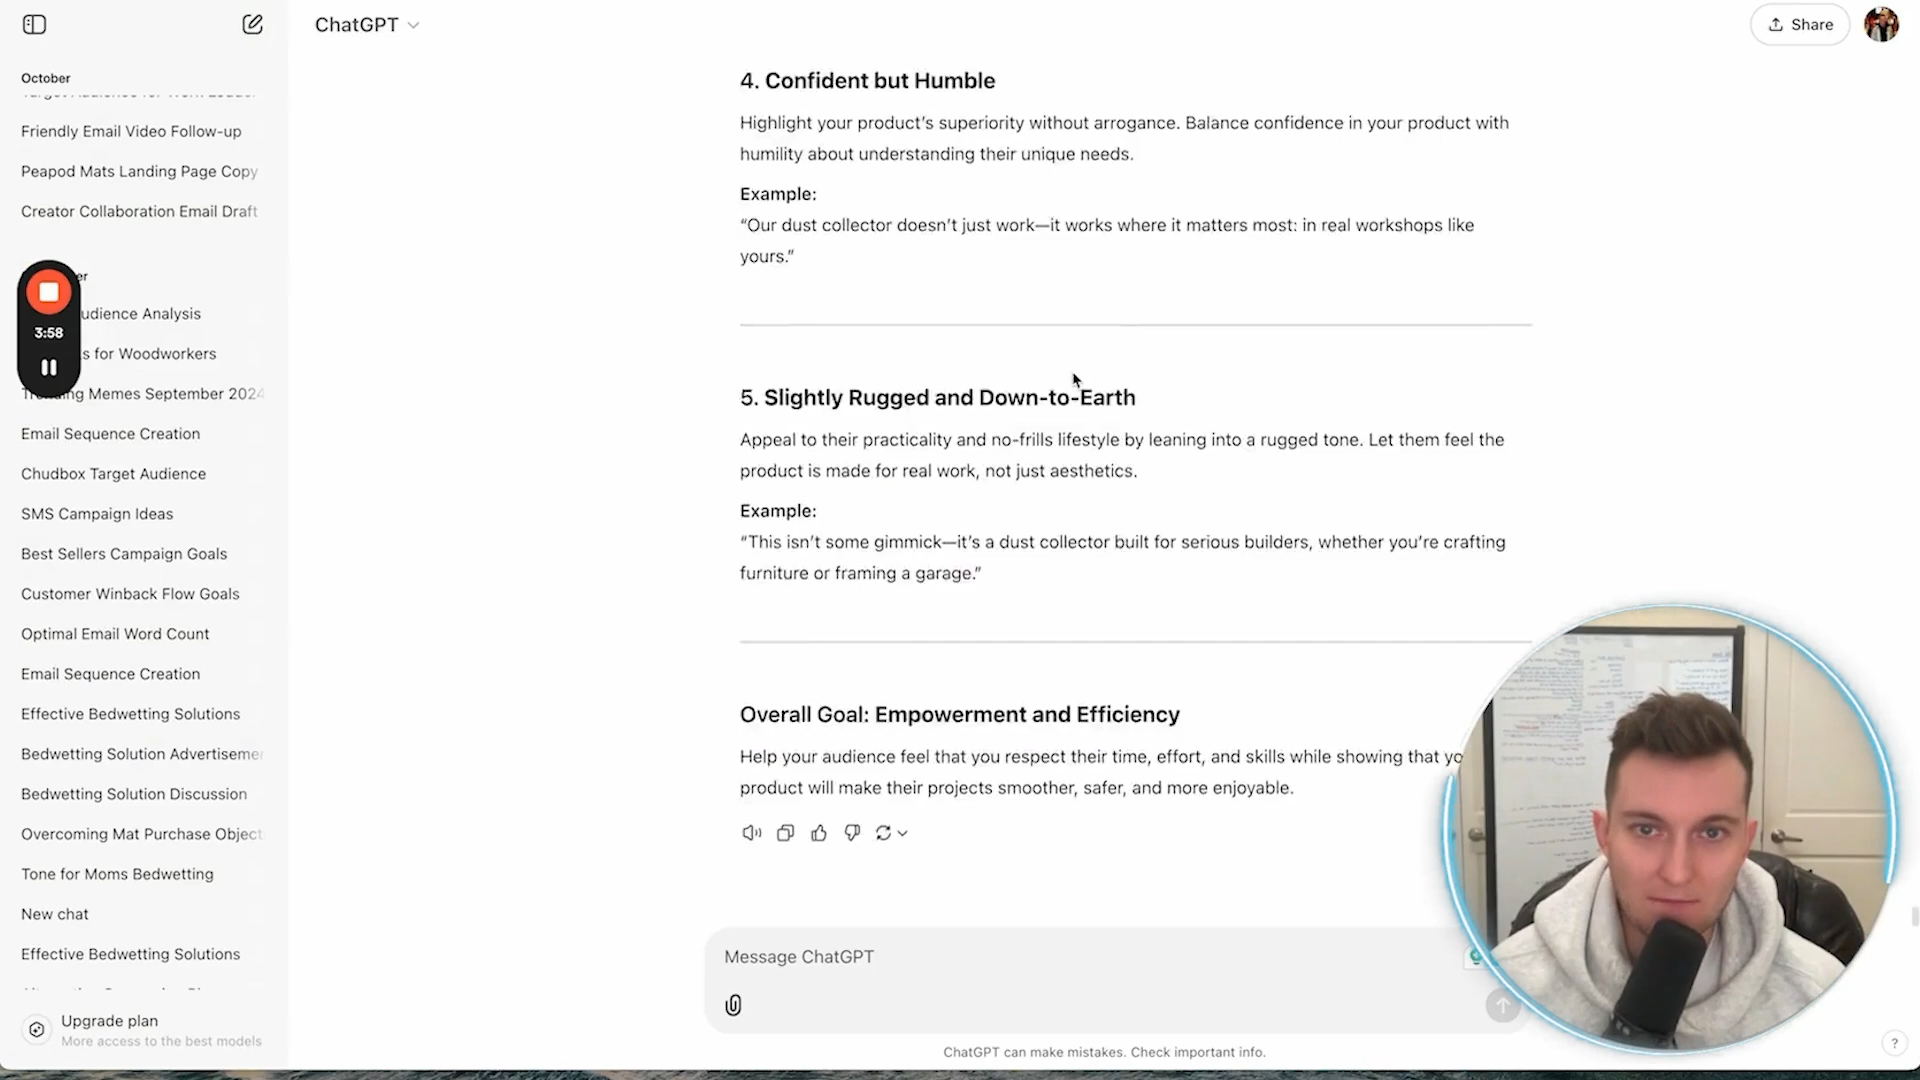 ChatGPT
Share
October
Friendly Email Video Follow-up
Peapod Mats Landing Page Copy
Creator Collaboration Email Draft
3:58
udience Analysis
s for Woodworkers
Memes September 2024
Email Sequence Creation
Chudbox Target Audience
SMS Campaign Ideas
Best Sellers Campaign Goals
Customer Winback Flow Goals
Optimal Email Word Count
Email Sequence Creation
Effective Bedwetting Solutions
Bedwetting Solution Advertisemen
Bedwetting Solution Discussion
Overcoming Mat Purchase Object
Tone for Moms Bedwetting
New chat
Effective Bedwetting Solutions
Upgrade plan
More access to the best models
4. Confident but Humble
Highlight your product’s superiority without arrogance. Balance confidence in your product with
humility about understanding their unique needs.
Example:
“Our dust collector doesn’t just work—it works where it matters most: in real workshops like
yours.”
5. Slightly Rugged and Down-to-Earth
Appeal to their practicality and no-frills lifestyle by leaning into a rugged tone. Let them feel the
product is made for real work, not just aesthetics.
Example:
“This isn’t some gimmick—it’s a dust collector built for serious builders, whether you’re crafting
furniture or framing a garage.”
Overall Goal: Empowerment and Efficiency
Help your audience feel that you respect their time, effort, and skills while showing that yo
product will make their projects smoother, safer, and more enjoyable.
Message ChatGPT
ChatGPT can make mistakes. Check important info.
?